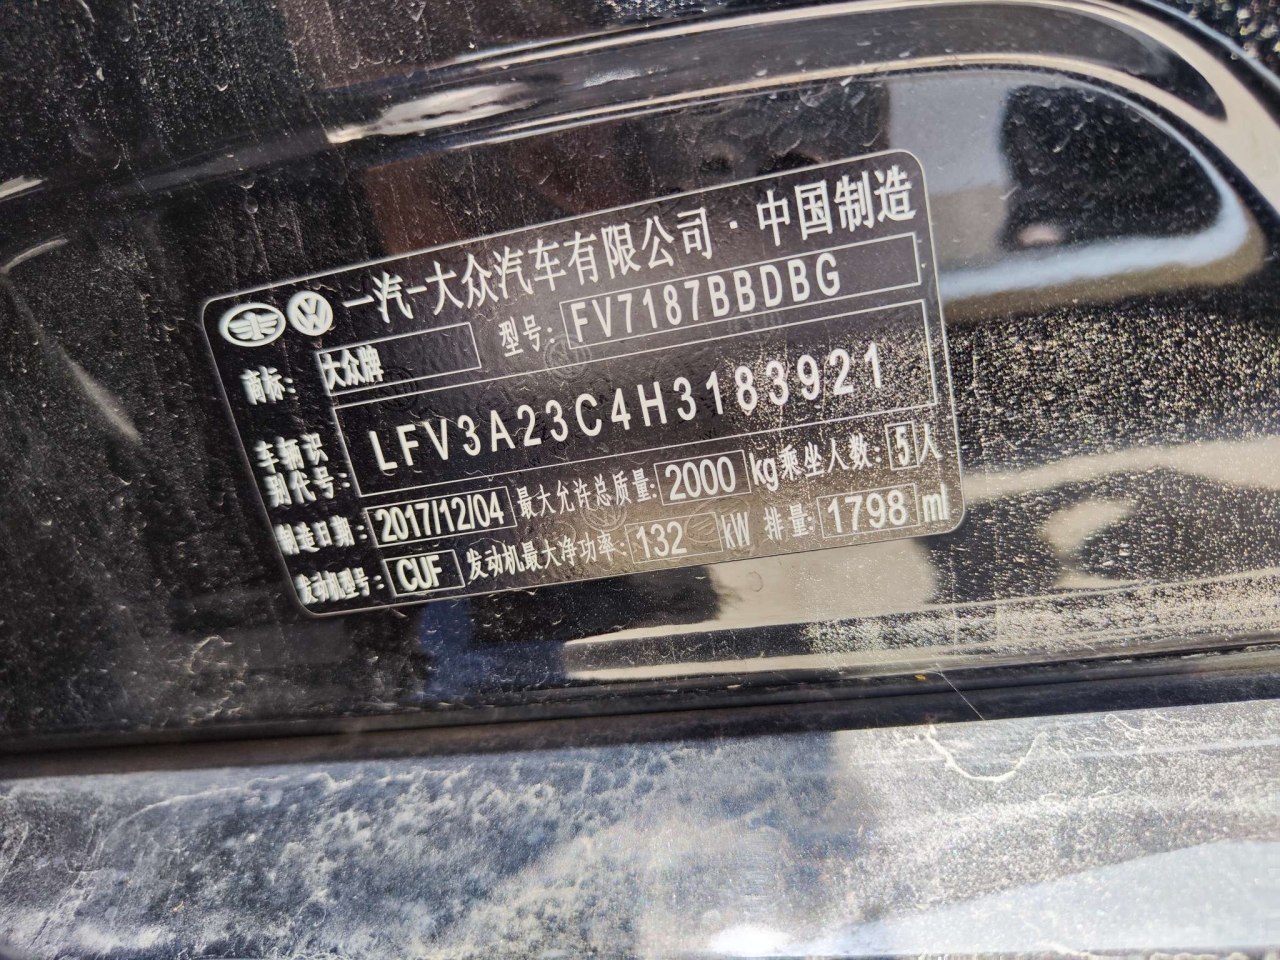 一汽-大众汽车有限公司·中国制造
商标: 大众牌 型号: FV7187BBDBG
车辆识别代号: LFV3A23C4H3183921
制造日期: 2017/12/04 最大允许总质量: 2000 kg 乘坐人数: 5 人
发动机型号: CUF 发动机最大净功率: 132 kW 排量: 1798 ml